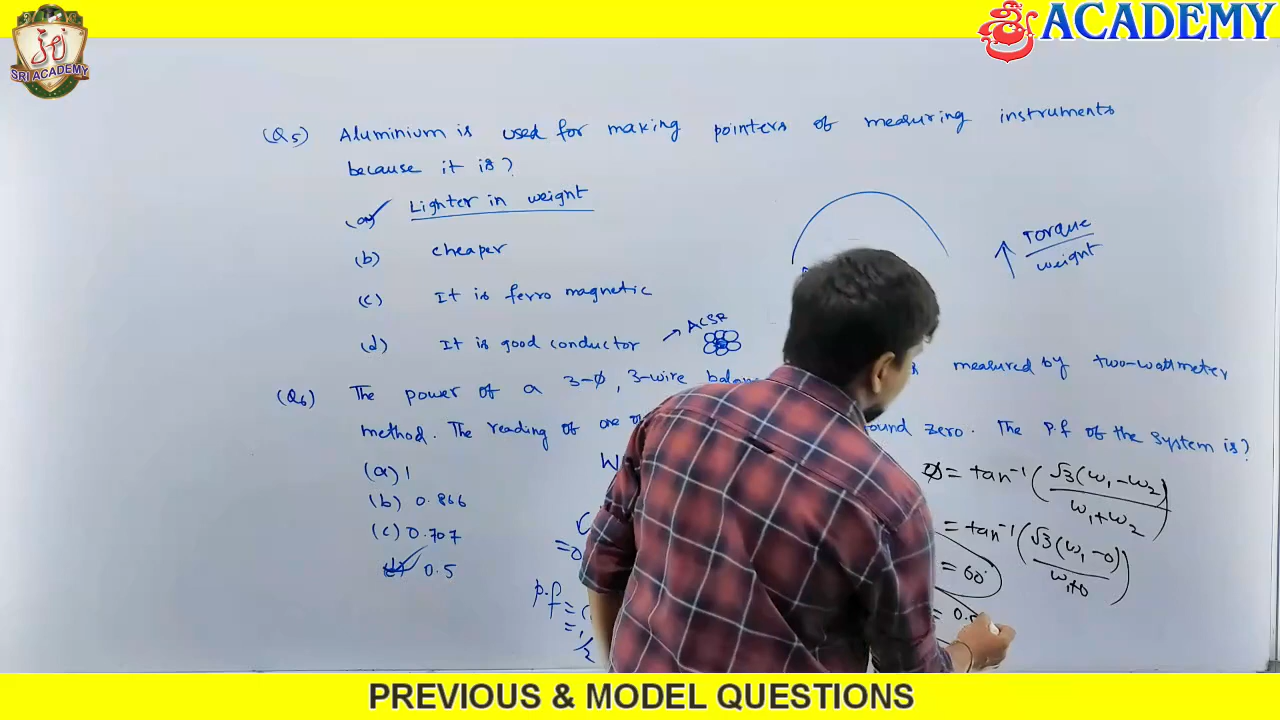 SRI ACADEMY
ACADEMY
(Q5) Aluminium is used for making pointers of measuring instruments
because it is?
(a) Lighter in weight
(b) cheaper
(c) It is ferro magnetic
(d) It is good conductor → ACSR
↑ Torque
weight
(Q6) The power of a 3-Φ, 3-wire measured by two-wattmeter
method. The reading of one zero. The P.f of the system is?
(a) 1
(b) 0.866
(c) 0.707
(d) 0.5
W
=0
P.f =
= 1/2
Φ = tan⁻¹ (√3(ω₁-ω₂)
ω₁+ω₂)
= tan⁻¹ (√3(ω₁-0)
ω₁+0)
= 60°
PREVIOUS & MODEL QUESTIONS